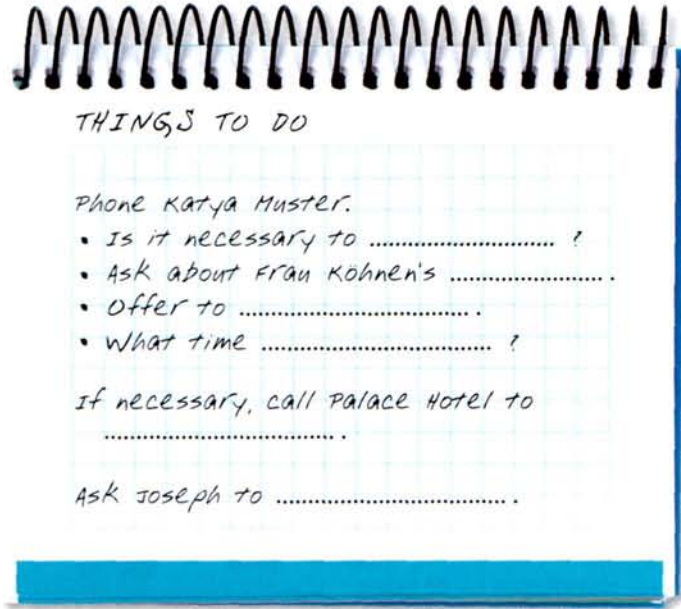 THINGS TO DO
Phone Katya Muster.
• Is it necessary to .............................. ?
• Ask about Frau Köhnen's .............................. .
• Offer to .............................. .
• What time .............................. ?
If necessary, call Palace Hotel to
.............................. .
Ask Joseph to .............................. .